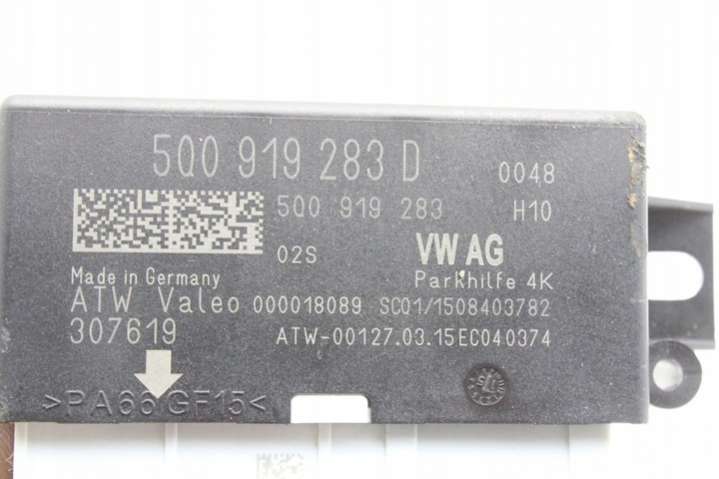 5Q0 919 283 D 0048
5Q0 919 283 H10
02S VW AG
Made in Germany Parkhilfe 4K
ATW Valeo 000018089 SC01/1508403782
307619 ATW-00127.03.15EC040374
>PA66 GF15<